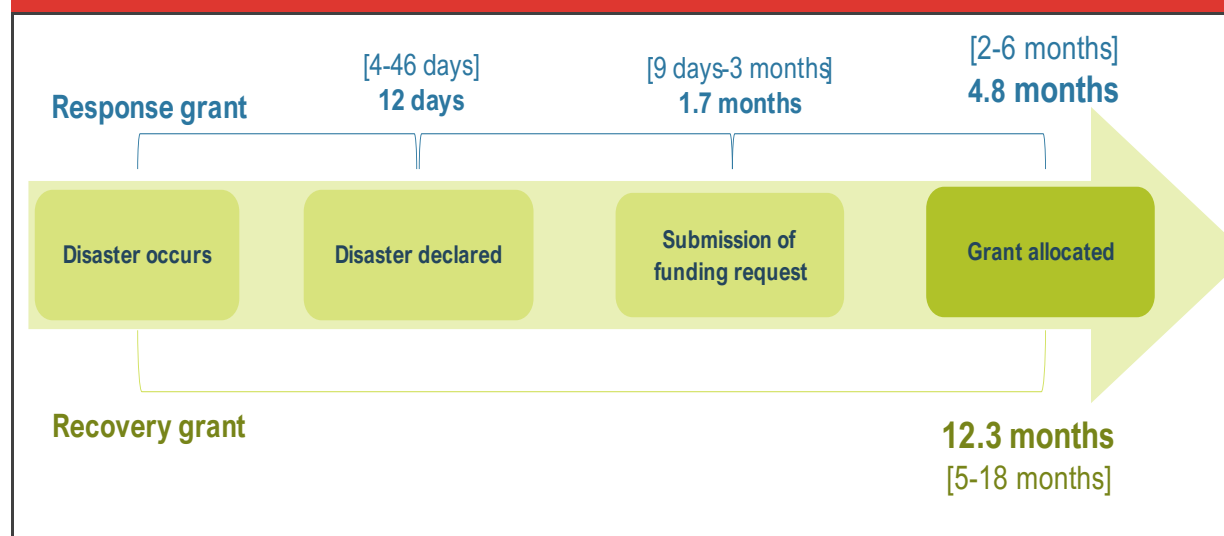 [4-46 days]
12 days
[9 days-3 months]
1.7 months
[2-6 months]
4.8 months
Response grant
Disaster occurs
Disaster declared
Submission of
funding request
Grant allocated
Recovery grant
12.3 months
[5-18 months]